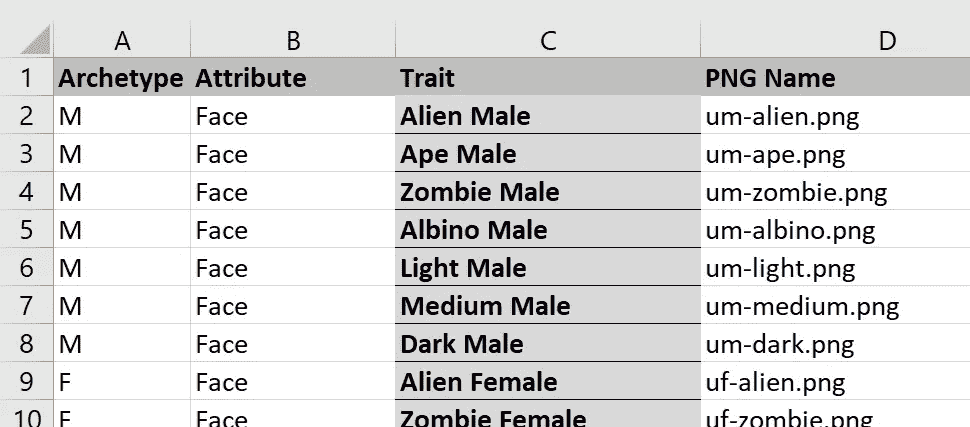 A B C D
1 Archetype Attribute Trait PNG Name
2 M Face Alien Male um-alien.png
3 M Face Ape Male um-ape.png
4 M Face Zombie Male um-zombie.png
5 M Face Albino Male um-albino.png
6 M Face Light Male um-light.png
7 M Face Medium Male um-medium.png
8 M Face Dark Male um-dark.png
9 F Face Alien Female uf-alien.png
10 F Face Zombie Female uf-zombie.png